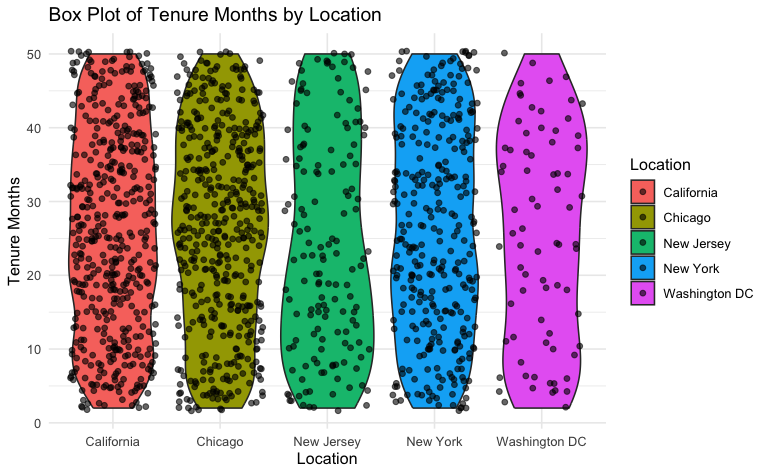 Box Plot of Tenure Months by Location
Tenure Months
50
40
30
20
10
0
California Chicago New Jersey New York Washington DC
Location
Location
California
Chicago
New Jersey
New York
Washington DC